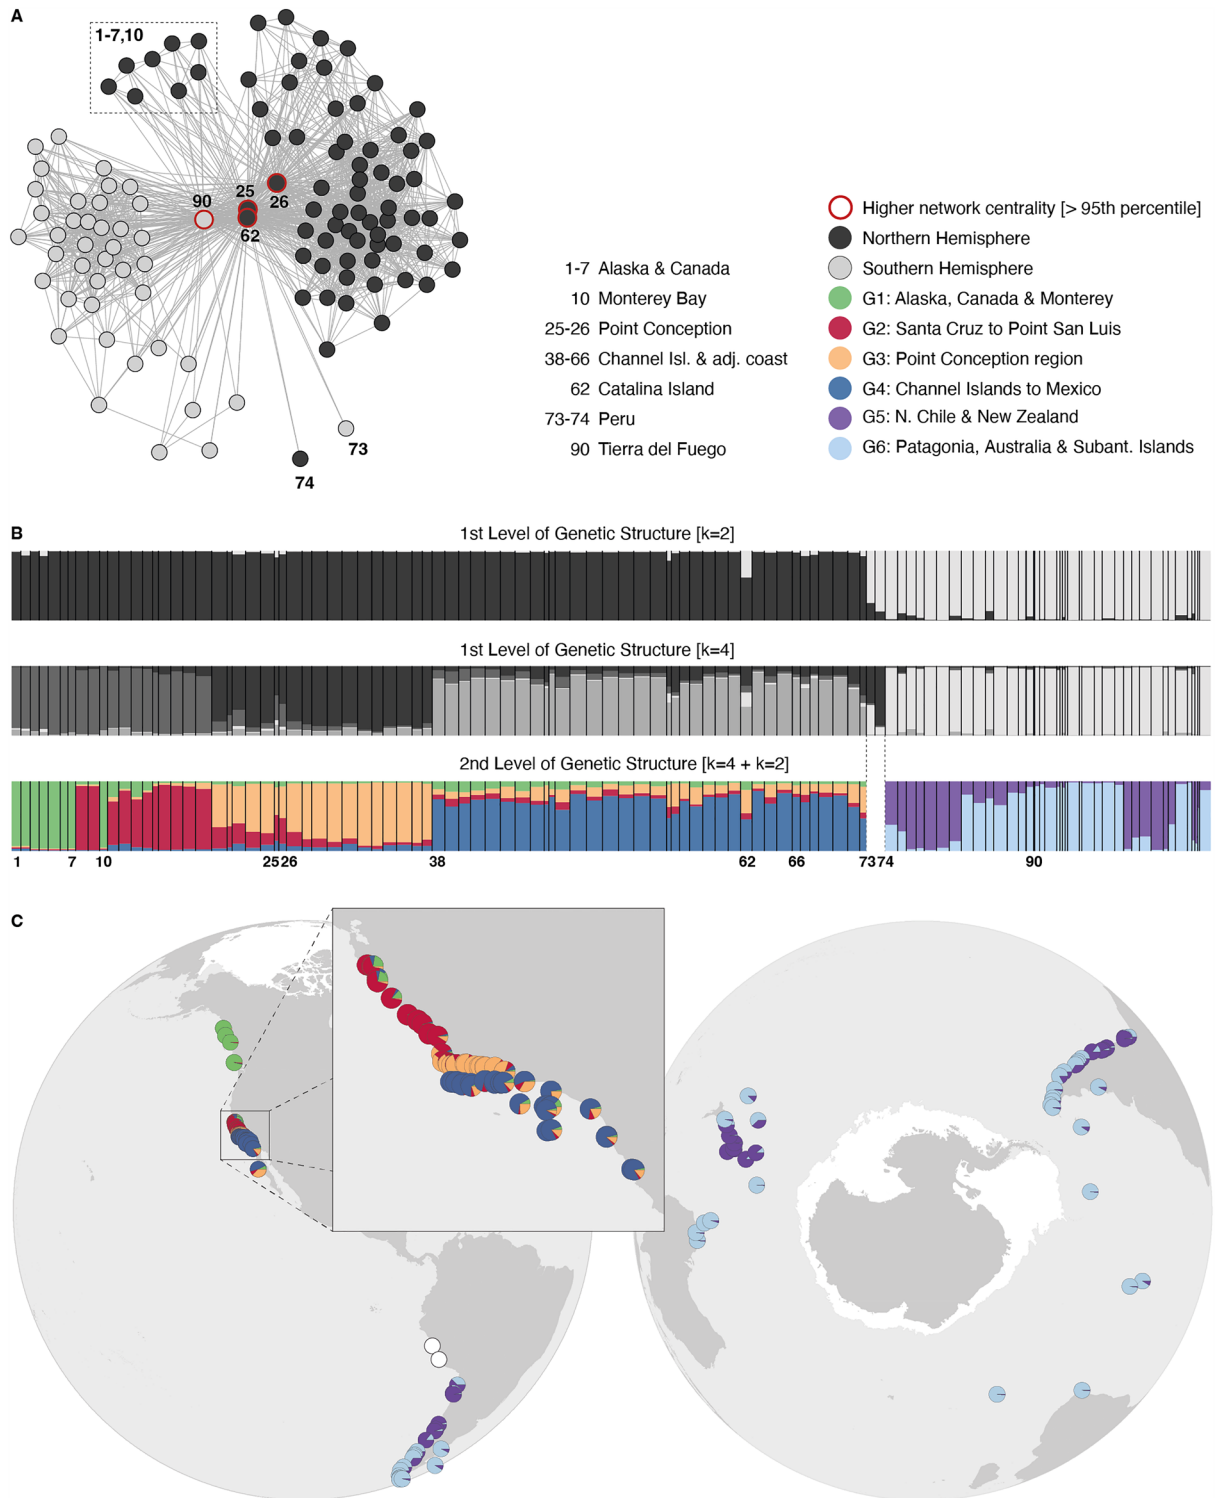 A
1-7,10
90
25
26
62
73
74
1-7 Alaska & Canada
10 Monterey Bay
25-26 Point Conception
38-66 Channel Isl. & adj. coast
62 Catalina Island
73-74 Peru
90 Tierra del Fuego
Higher network centrality [> 95th percentile]
Northern Hemisphere
Southern Hemisphere
G1: Alaska, Canada & Monterey
G2: Santa Cruz to Point San Luis
G3: Point Conception region
G4: Channel Islands to Mexico
G5: N. Chile & New Zealand
G6: Patagonia, Australia & Subant. Islands
B
1st Level of Genetic Structure [k=2]
1st Level of Genetic Structure [k=4]
2nd Level of Genetic Structure [k=4 + k=2]
1 7 10 25 26 38 62 66 73 74 90
C